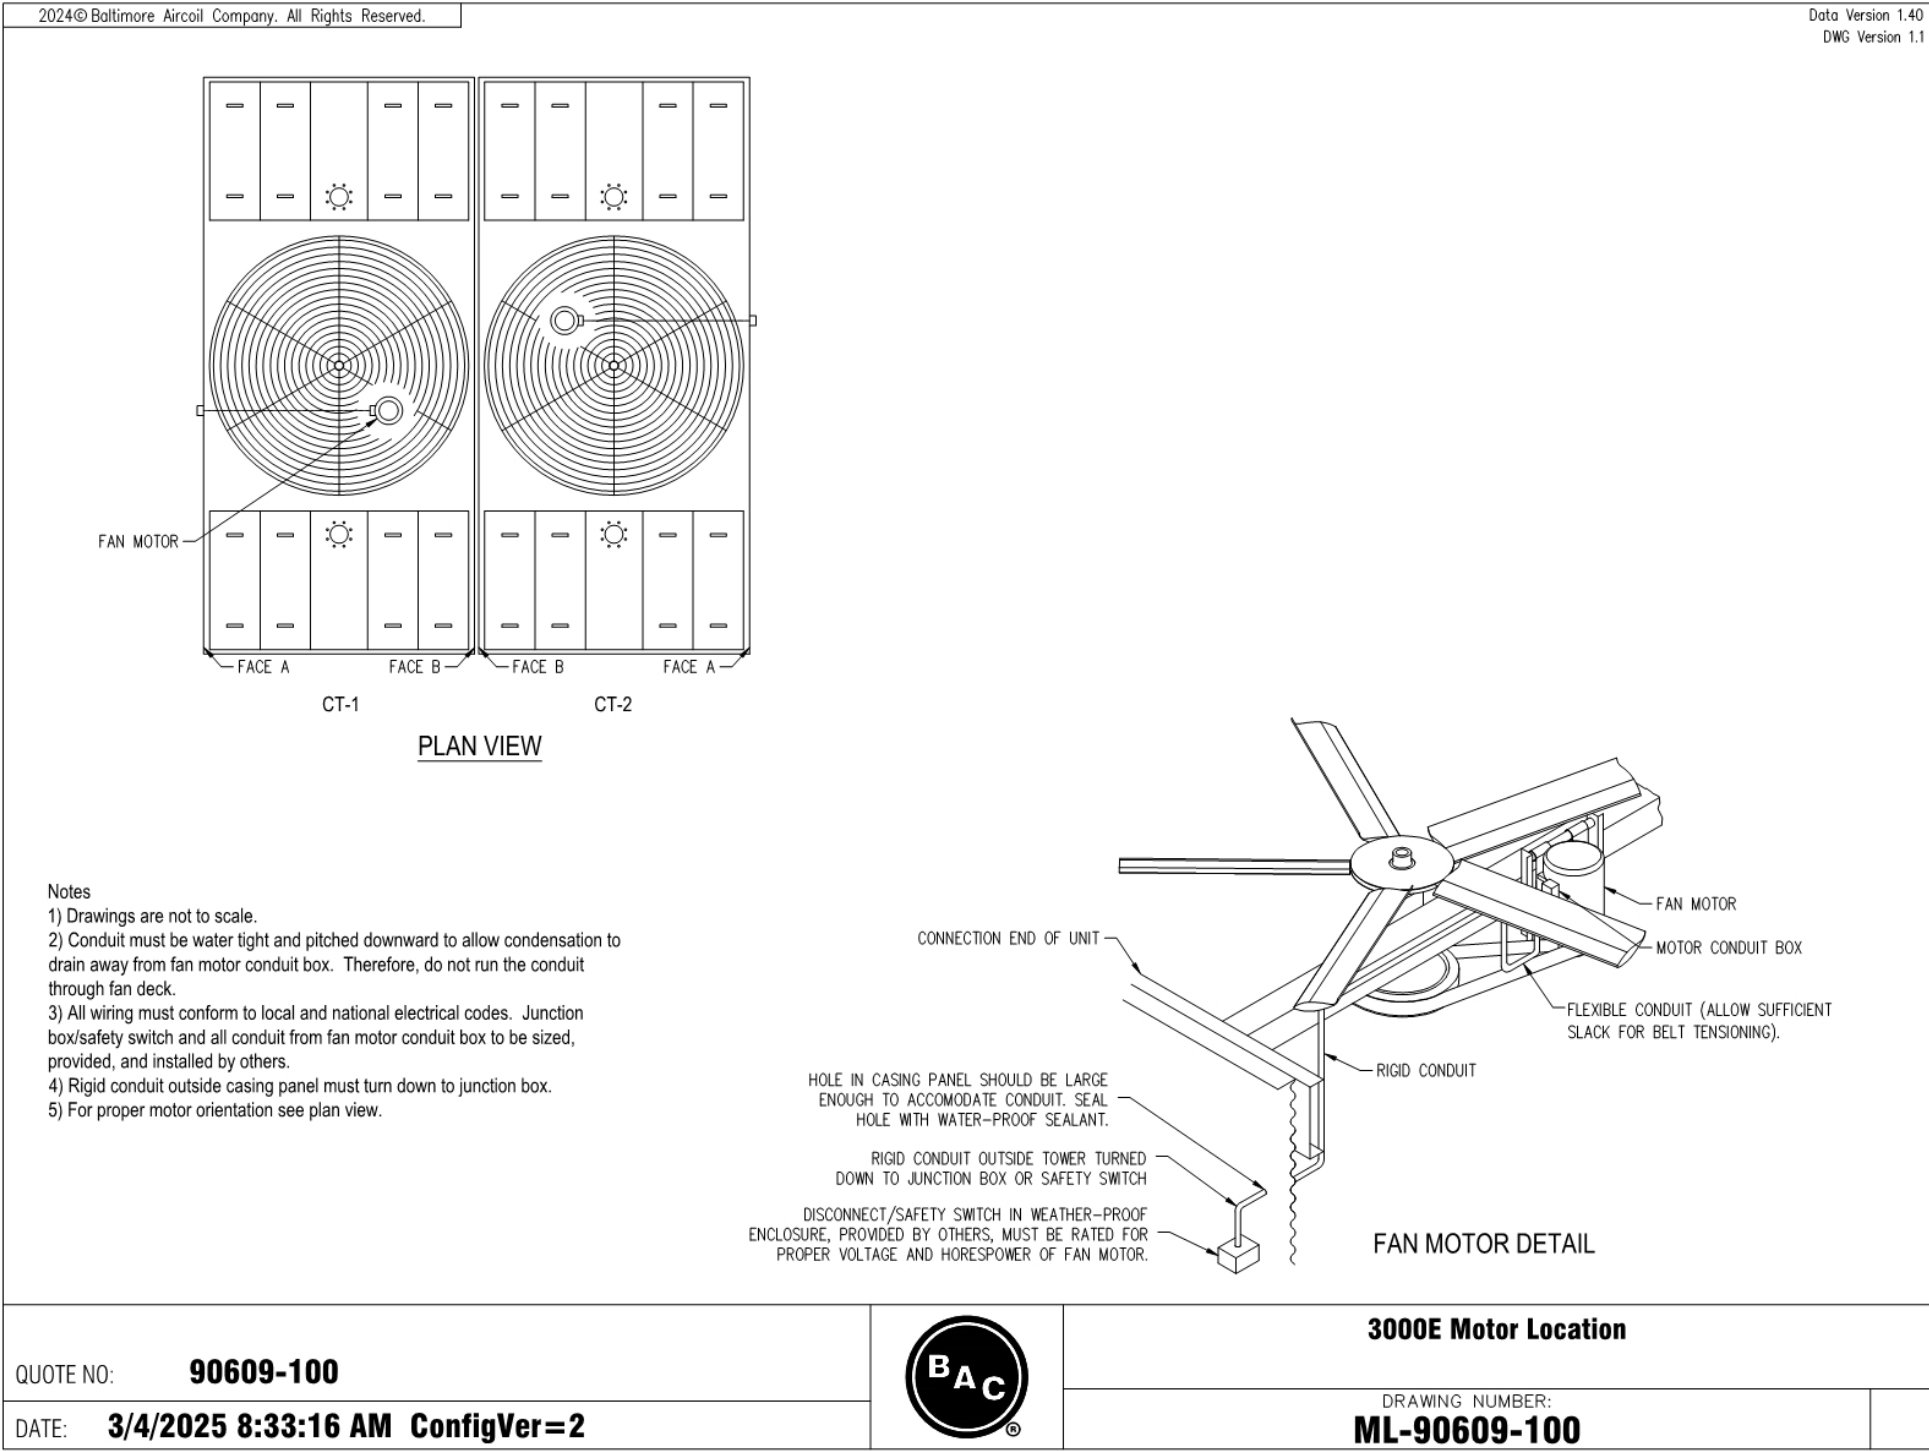 2024© Baltimore Aircoil Company. All Rights Reserved.
Data Version 1.40
DWG Version 1.1
FAN MOTOR
FACE A
FACE B
FACE B
FACE A
CT-1
CT-2
PLAN VIEW
Notes
1) Drawings are not to scale.
2) Conduit must be water tight and pitched downward to allow condensation to
drain away from fan motor conduit box. Therefore, do not run the conduit
through fan deck.
3) All wiring must conform to local and national electrical codes. Junction
box/safety switch and all conduit from fan motor conduit box to be sized,
provided, and installed by others.
4) Rigid conduit outside casing panel must turn down to junction box.
5) For proper motor orientation see plan view.
FAN MOTOR
CONNECTION END OF UNIT
MOTOR CONDUIT BOX
FLEXIBLE CONDUIT (ALLOW SUFFICIENT
SLACK FOR BELT TENSIONING).
RIGID CONDUIT
HOLE IN CASING PANEL SHOULD BE LARGE
ENOUGH TO ACCOMODATE CONDUIT. SEAL
HOLE WITH WATER-PROOF SEALANT.
RIGID CONDUIT OUTSIDE TOWER TURNED
DOWN TO JUNCTION BOX OR SAFETY SWITCH
DISCONNECT/SAFETY SWITCH IN WEATHER-PROOF
ENCLOSURE, PROVIDED BY OTHERS, MUST BE RATED FOR
PROPER VOLTAGE AND HORESPOWER OF FAN MOTOR.
FAN MOTOR DETAIL
QUOTE NO: 90609-100
DATE: 3/4/2025 8:33:16 AM ConfigVer=2
BAC
®
3000E Motor Location
DRAWING NUMBER:
ML-90609-100